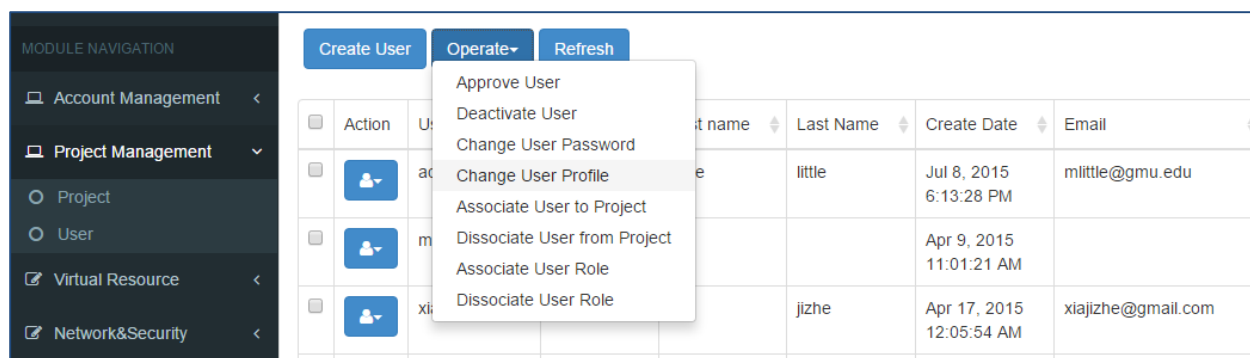 MODULE NAVIGATION
Account Management
Project Management
Project
User
Virtual Resource
Network&Security
Create User Operate Refresh
Approve User
Deactivate User
Change User Password
Change User Profile
Associate User to Project
Dissociate User from Project
Associate User Role
Dissociate User Role
Action Last Name Create Date Email
little Jul 8, 2015 mlittle@gmu.edu
6:13:28 PM
Apr 9, 2015
11:01:21 AM
jizhe Apr 17, 2015 xiajizhe@gmail.com
12:05:54 AM